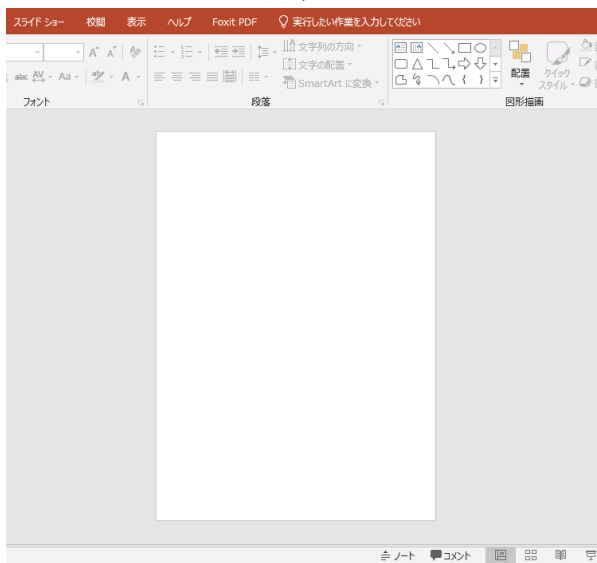 スライド ショー 校閲 表示 ヘルプ Foxit PDF 実行したい作業を入力してください
A A 文字列の方向
abc AV Aa A 文字の配置
SmartArt に変換
配置 クイック スタイル
フォント 段落 図形描画
ノート コメント